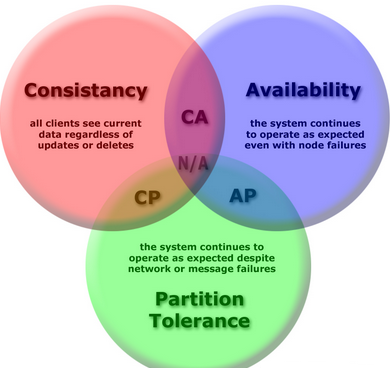 Consistancy
all clients see current
data regardless of
updates or deletes
Availability
the system continues
to operate as expected
even with node failures
CA
N/A
CP
AP
the system continues to
operate as expected despite
network or message failures
Partition
Tolerance